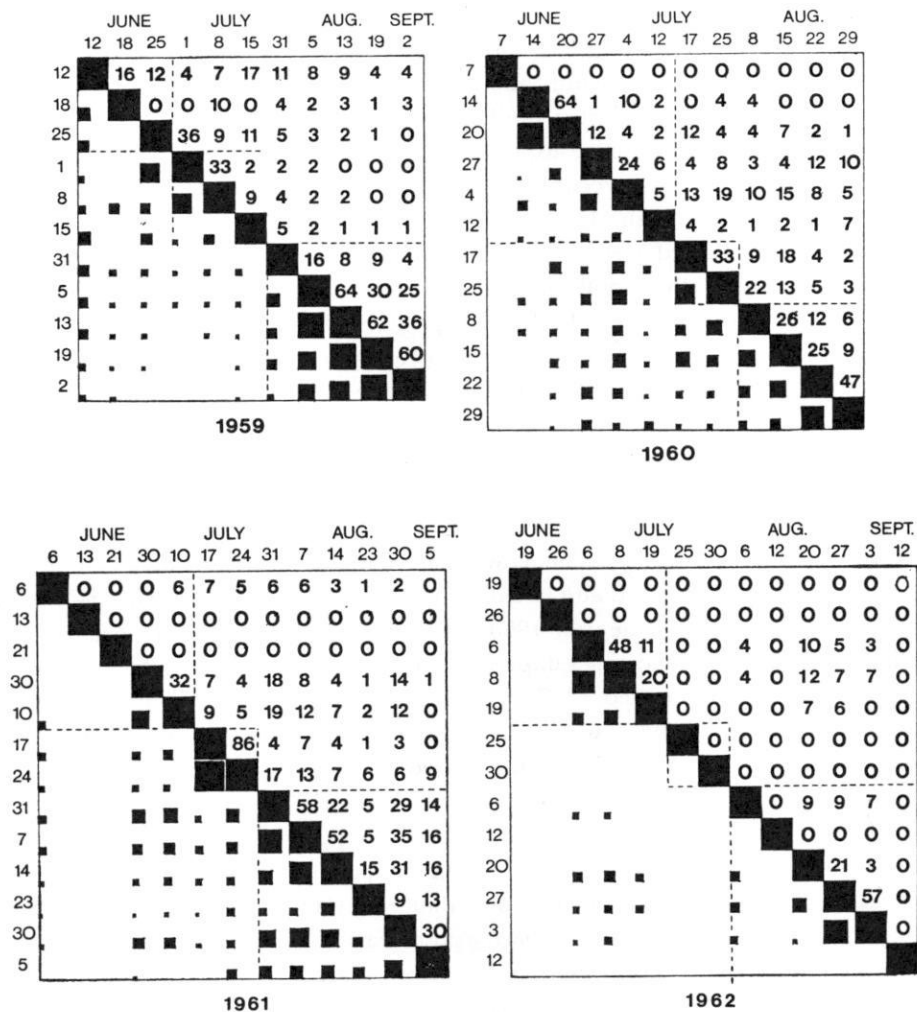 JUNE JULY AUG. SEPT.
12 18 25 1 8 15 31 5 13 19 2
12 16 12 4 7 17 11 8 9 4 4
18 0 0 10 0 4 2 3 1 3
25 36 9 11 5 3 2 1 0
1 33 2 2 2 0 0 0
8 9 4 2 2 0 0
15 5 2 1 1 1
31 16 8 9 4
5 64 30 25
13 62 36
19 60
2
1959
JUNE JULY AUG.
7 14 20 27 4 12 17 25 8 15 22 29
7 0 0 0 0 0 0 0 0 0 0 0
14 64 1 10 2 0 4 4 0 0 0
20 12 4 2 12 4 4 7 2 1
27 24 6 4 8 3 4 12 10
4 5 13 19 10 15 8 5
12 4 2 1 2 1 7
17 33 9 18 4 2
25 22 13 5 3
8 26 12 6
15 25 9
22 47
29
1960
JUNE JULY AUG. SEPT.
6 13 21 30 10 17 24 31 7 14 23 30 5
6 0 0 0 6 7 5 6 6 3 1 2 0
13 0 0 0 0 0 0 0 0 0 0 0
21 0 0 0 0 0 0 0 0 0 0
30 32 7 4 18 8 4 1 14 1
10 9 5 19 12 7 2 12 0
17 86 4 7 4 1 3 0
24 17 13 7 6 6 9
31 58 22 5 29 14
7 52 5 35 16
14 15 31 16
23 9 13
30 30
5
1961
JUNE JULY AUG. SEPT.
19 26 6 8 19 25 30 6 12 20 27 3 12
19 0 0 0 0 0 0 0 0 0 0 0 0
26 0 0 0 0 0 0 0 0 0 0 0
6 48 11 0 0 4 0 10 5 3 0
8 20 0 0 4 0 12 7 7 0
19 0 0 0 0 7 6 0 0
25 0 0 0 0 0 0 0
30 0 0 0 0 0 0
6 0 9 9 7 0
12 0 0 0 0
20 21 3 0
27 57 0
3 0
12
1962